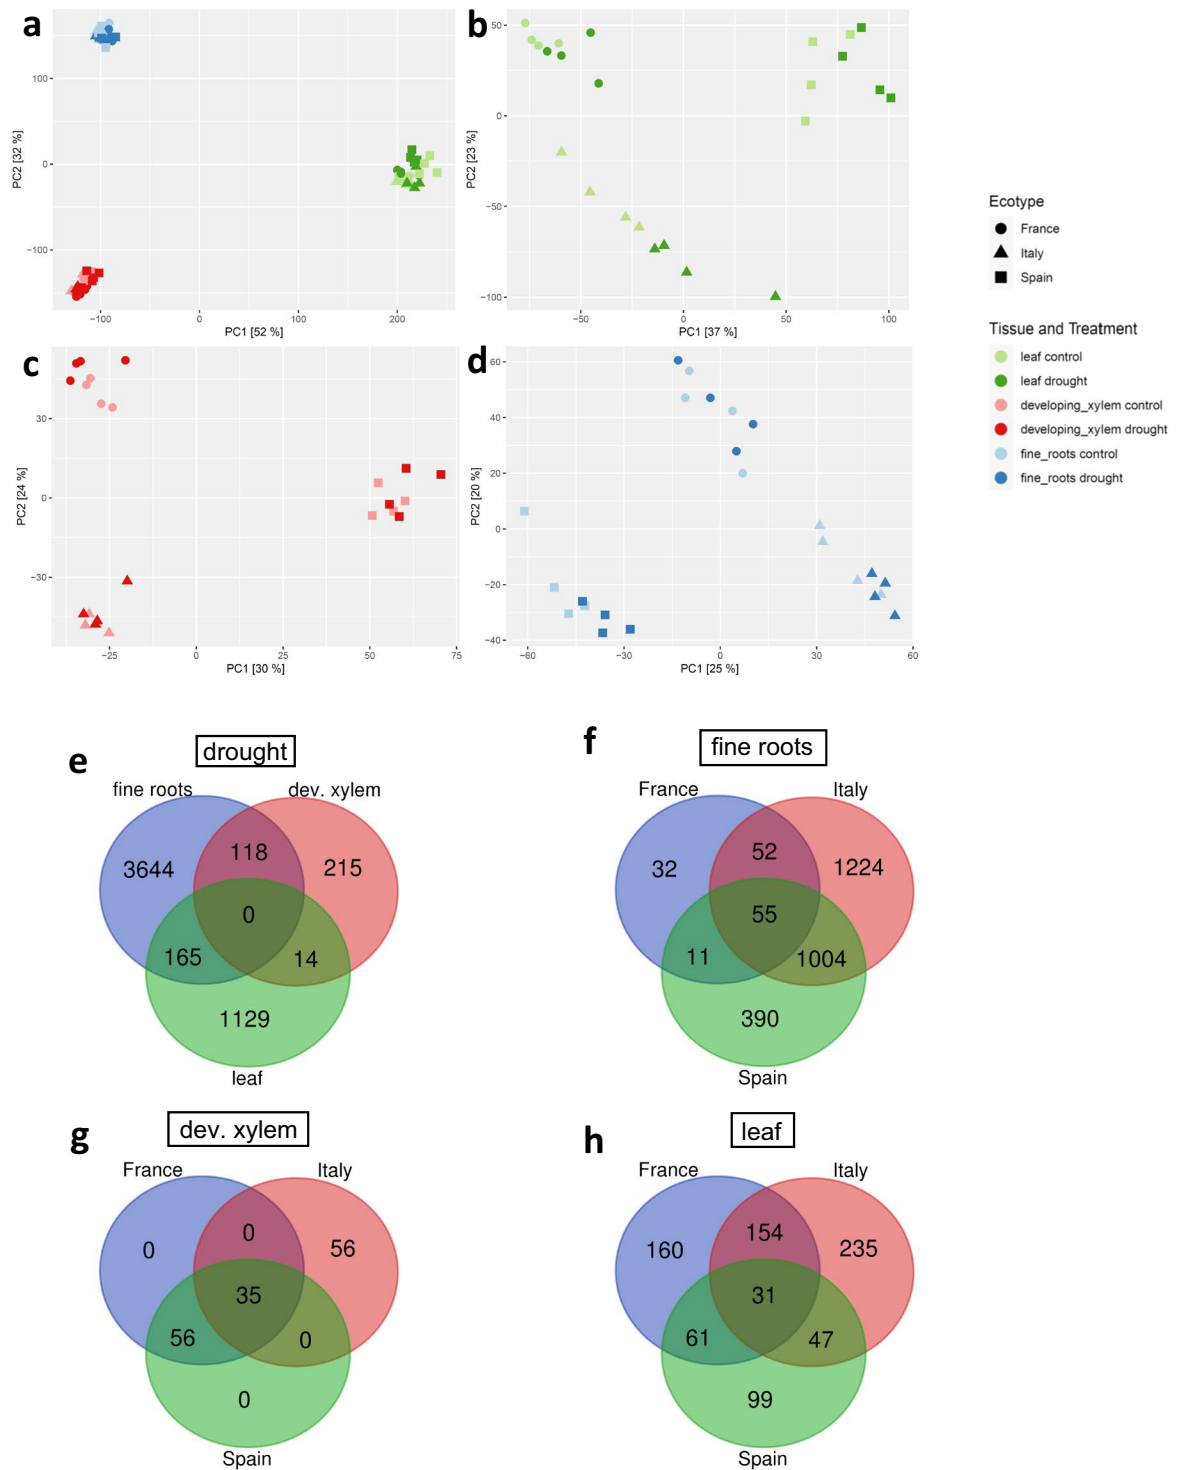 a
b
100
0
−100
PC2 [32 %]
−100
0
100
200
PC1 [52 %]
50
0
−50
−100
PC2 [23 %]
−50
0
50
100
PC1 [37 %]
Ecotype
France
Italy
Spain
Tissue and Treatment
leaf control
leaf drought
developing_xylem control
developing_xylem drought
fine_roots control
fine_roots drought
c
d
30
0
−30
PC2 [24 %]
−25
0
25
50
75
PC1 [30 %]
60
40
20
0
−20
−40
PC2 [20 %]
−60
−30
0
30
60
PC1 [25 %]
e
drought
fine roots
dev. xylem
3644
118
215
0
165
14
1129
leaf
f
fine roots
France
Italy
32
52
1224
55
11
1004
390
Spain
g
dev. xylem
France
Italy
0
0
56
35
56
0
0
Spain
h
leaf
France
Italy
160
154
235
31
61
47
99
Spain